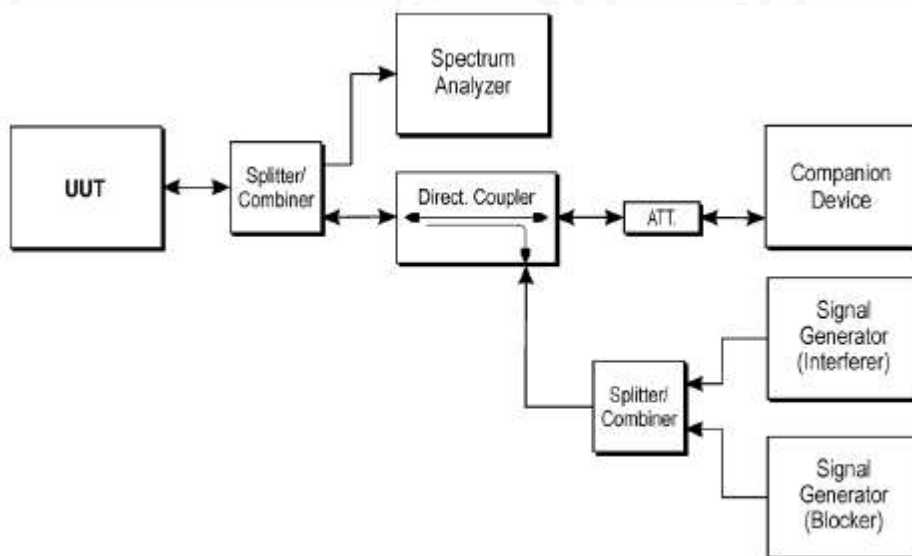 Spectrum
Analyzer
UUT
Splitter/
Combiner
Direct. Coupler
ATT.
Companion
Device
Signal
Generator
(Interferer)
Splitter/
Combiner
Signal
Generator
(Blocker)